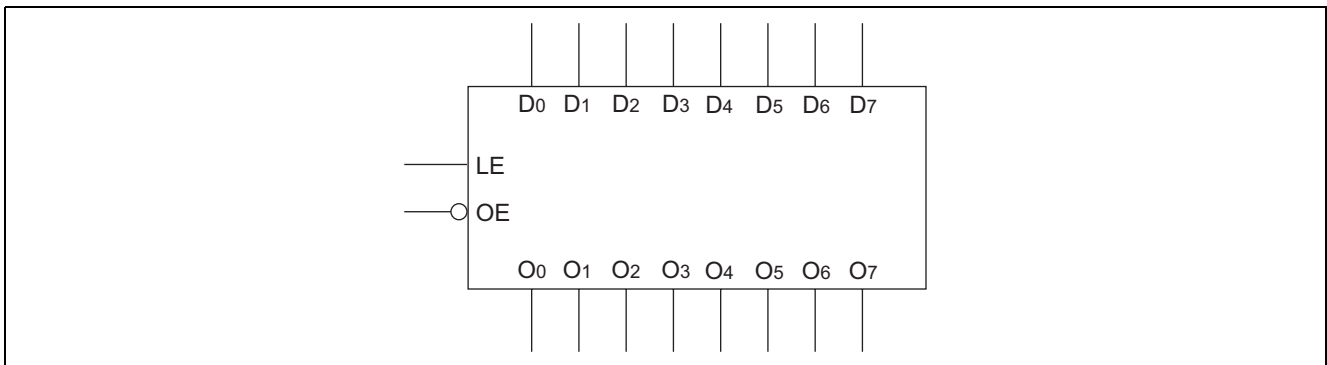 D0 D1 D2 D3 D4 D5 D6 D7
LE
OE
O0 O1 O2 O3 O4 O5 O6 O7